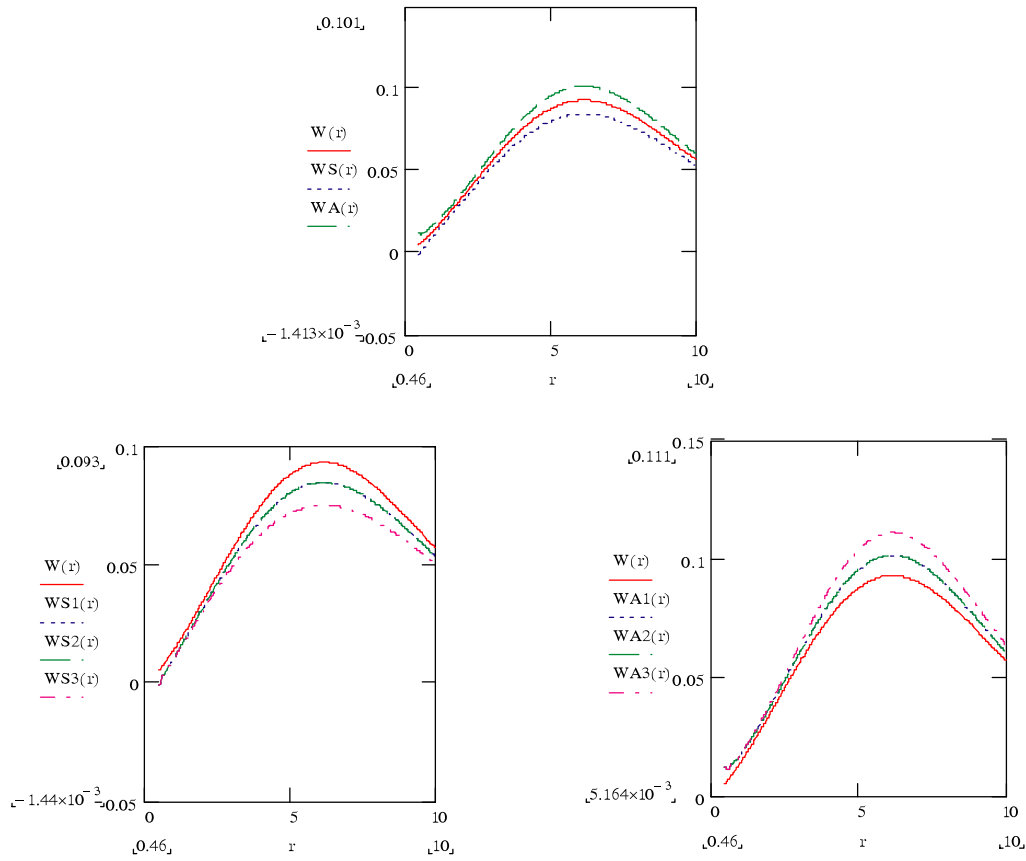 ⌞0.101⌟
0.1
W(r)
WS(r)
0.05
WA(r)
0
⌜−1.413×10⁻³⌟
-0.05
0 5 10
⌞0.46⌟ r ⌞10⌟
0.1
⌞0.093⌟
0.05
W(r)
WS1(r)
WS2(r)
WS3(r)
0
⌜−1.44×10⁻³⌟
-0.05
0 5 10
⌞0.46⌟ r ⌞10⌟
0.15
⌞0.111⌟
0.1
W(r)
WA1(r)
WA2(r)
WA3(r)
0.05
⌞5.164×10⁻³⌟
0
0 5 10
⌞0.46⌟ r ⌞10⌟